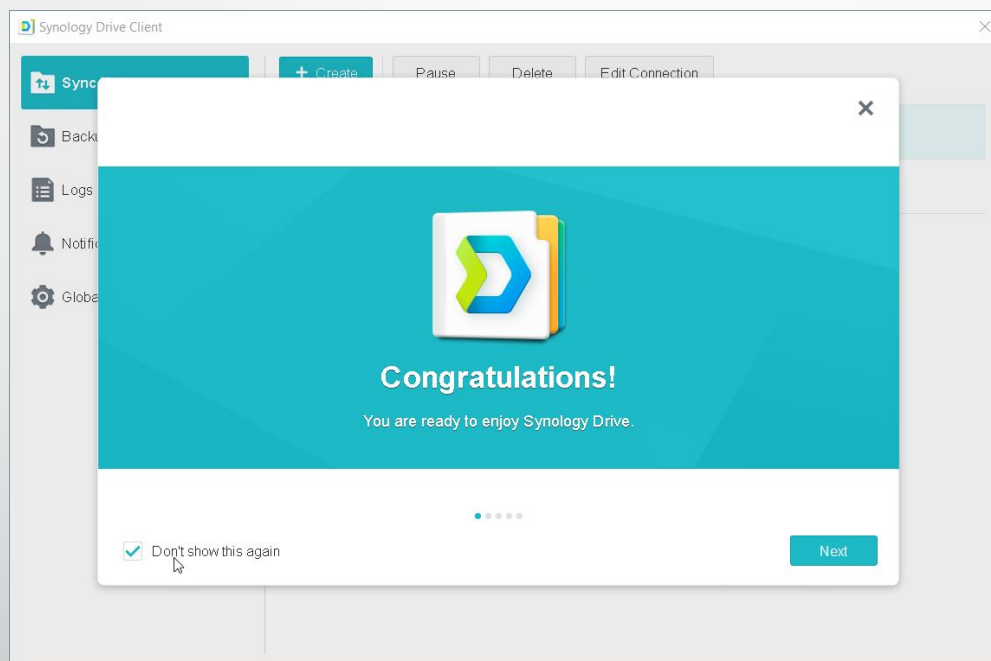 Synology Drive Client
Sync
Create
Pause
Delete
Edit Connection
Logs
Congratulations!
You are ready to enjoy Synology Drive.
Don't show this again
Next